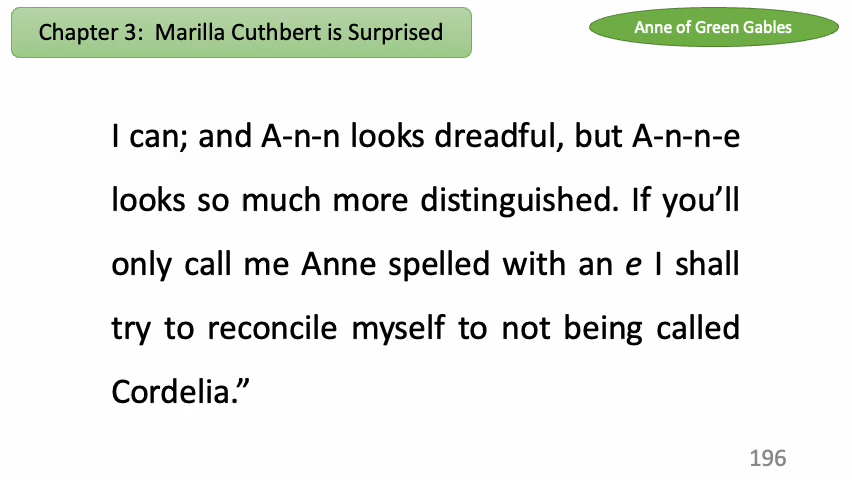 Chapter 3:  Marilla Cuthbert is Surprised
Anne of Green Gables
I can; and A-n-n looks dreadful, but A-n-n-e
looks so much more distinguished. If you’ll
only call me Anne spelled with an e I shall
try to reconcile myself to not being called
Cordelia.”
196